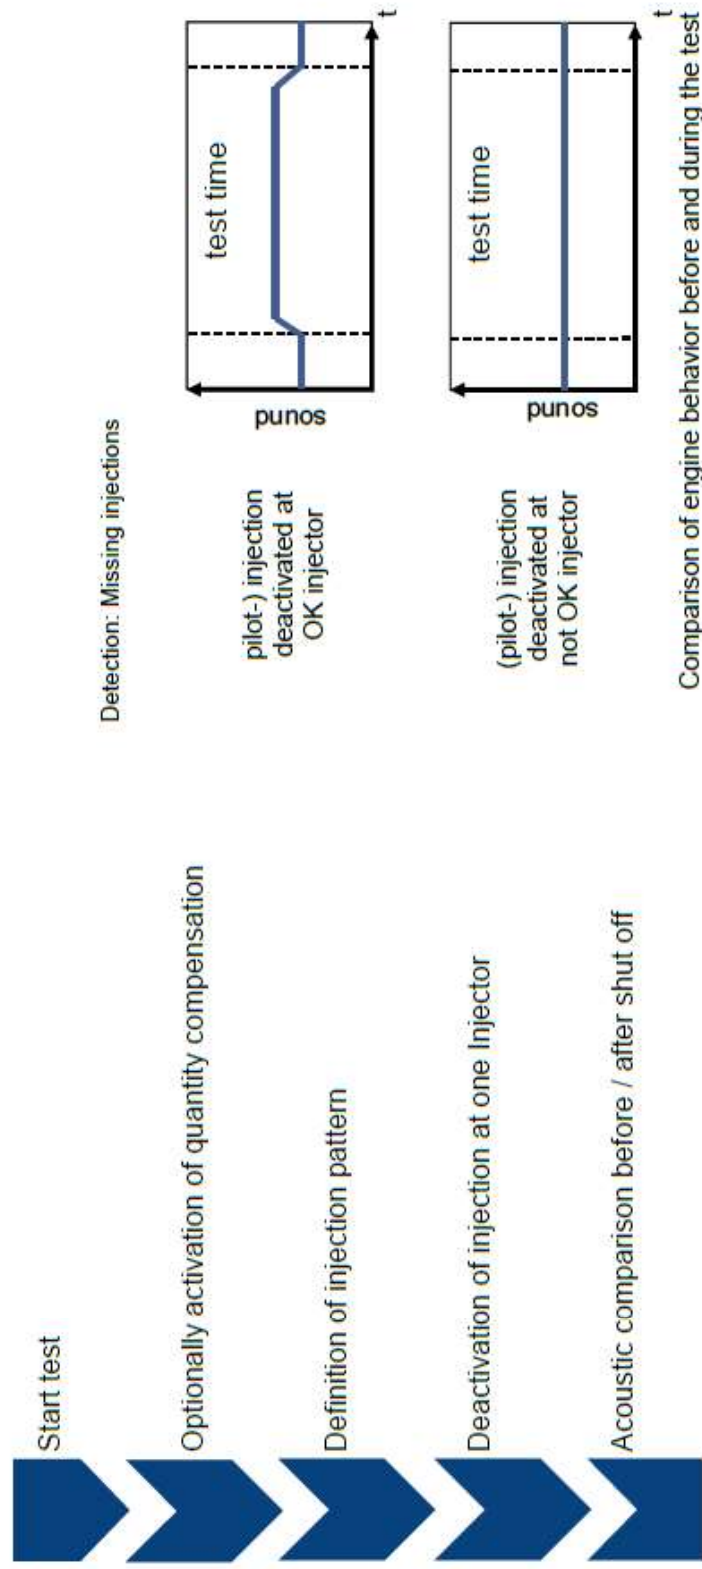 Start test
Optionally activation of quantity compensation
Definition of injection pattern
Deactivation of injection at one Injector
Acoustic comparison before / after shut off
Detection: Missing injections
pilot-) injection
deactivated at
OK injector
sound
test time
t
(pilot-) injection
deactivated at
not OK injector
sound
test time
t
Comparison of engine behavior before and during the test